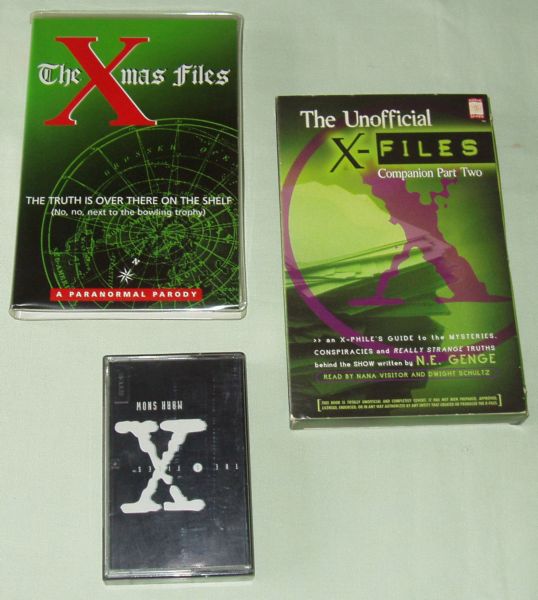 The Xmas Files
THE TRUTH IS OVER THERE ON THE SHELF
(No, no, next to the bowling trophy)
A PARANORMAL PARODY
The Unofficial
X-FILES
Companion Part Two
>> an X-PHILE'S GUIDE to the MYSTERIES,
CONSPIRACIES and REALLY STRANGE TRUTHS
behind the SHOW written by N.E. GENGE
READ BY NANA VISITOR AND DWIGHT SCHULTZ
MARK SNOW
THE X FILES